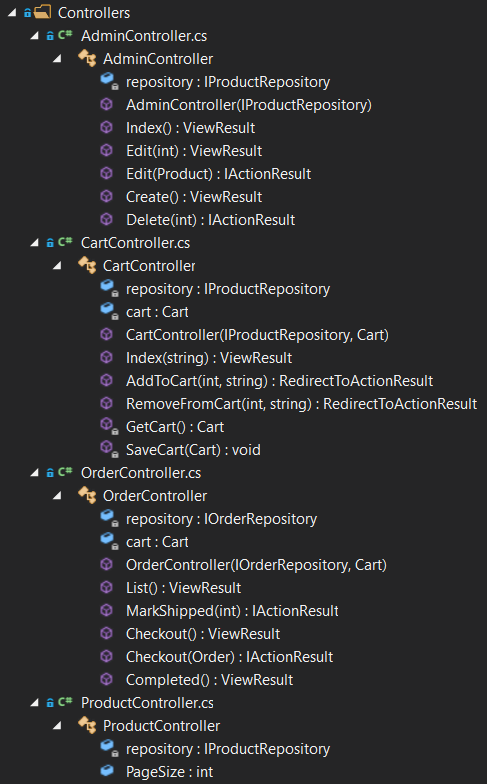 Controllers
C# AdminController.cs
AdminController
repository : IProductRepository
AdminController(IProductRepository)
Index() : ViewResult
Edit(int) : ViewResult
Edit(Product) : IActionResult
Create() : ViewResult
Delete(int) : IActionResult
C# CartController.cs
CartController
repository : IProductRepository
cart : Cart
CartController(IProductRepository, Cart)
Index(string) : ViewResult
AddToCart(int, string) : RedirectToActionResult
RemoveFromCart(int, string) : RedirectToActionResult
GetCart() : Cart
SaveCart(Cart) : void
C# OrderController.cs
OrderController
repository : IOrderRepository
cart : Cart
OrderController(IOrderRepository, Cart)
List() : ViewResult
MarkShipped(int) : IActionResult
Checkout() : ViewResult
Checkout(Order) : IActionResult
Completed() : ViewResult
C# ProductController.cs
ProductController
repository : IProductRepository
PageSize : int